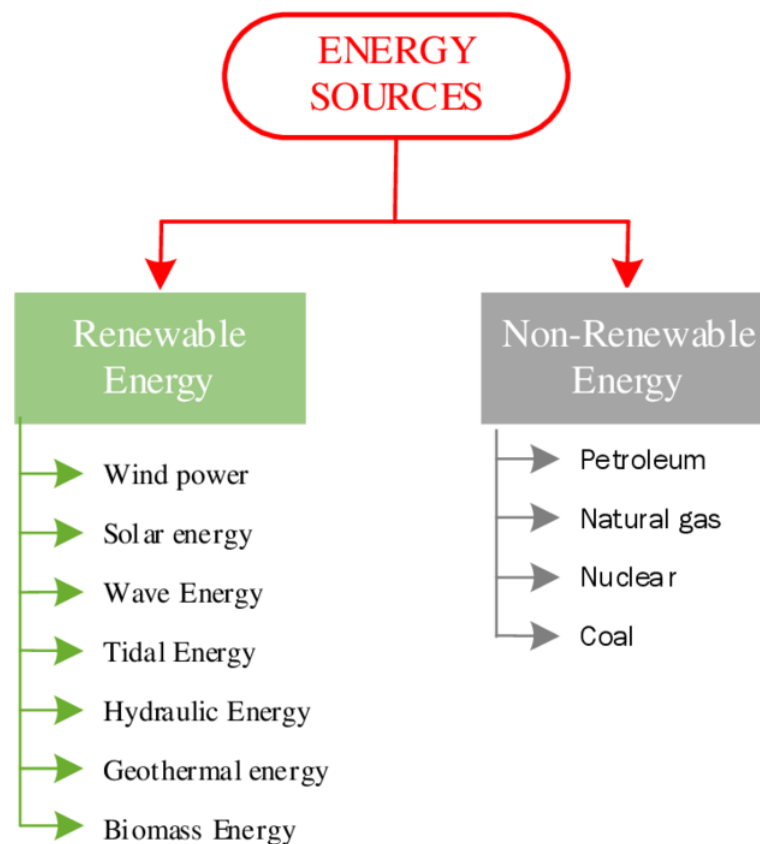 ENERGY
SOURCES
Renewable
Energy
Wind power
Solar energy
Wave Energy
Tidal Energy
Hydraulic Energy
Geothermal energy
Biomass Energy
Non-Renewable
Energy
Petroleum
Natural gas
Nuclear
Coal